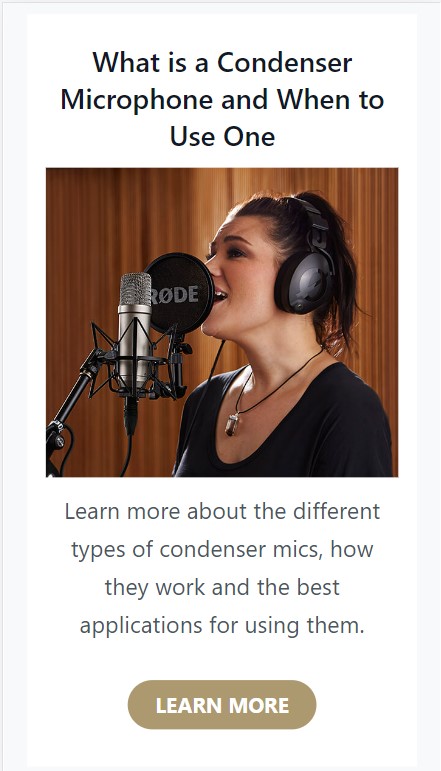 What is a Condenser
Microphone and When to
Use One
RØDE
Learn more about the different
types of condenser mics, how
they work and the best
applications for using them.
LEARN MORE